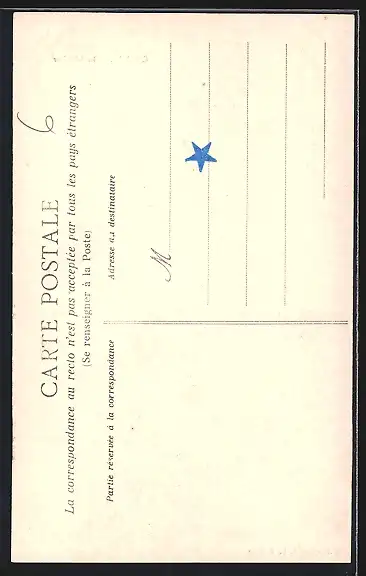 6
CARTE POSTALE
La correspondance au recto n'est pas acceptée par tous les pays étrangers
(Se renseigner à la Poste)
Partie réservée à la correspondance
Adresse du destinataire
M